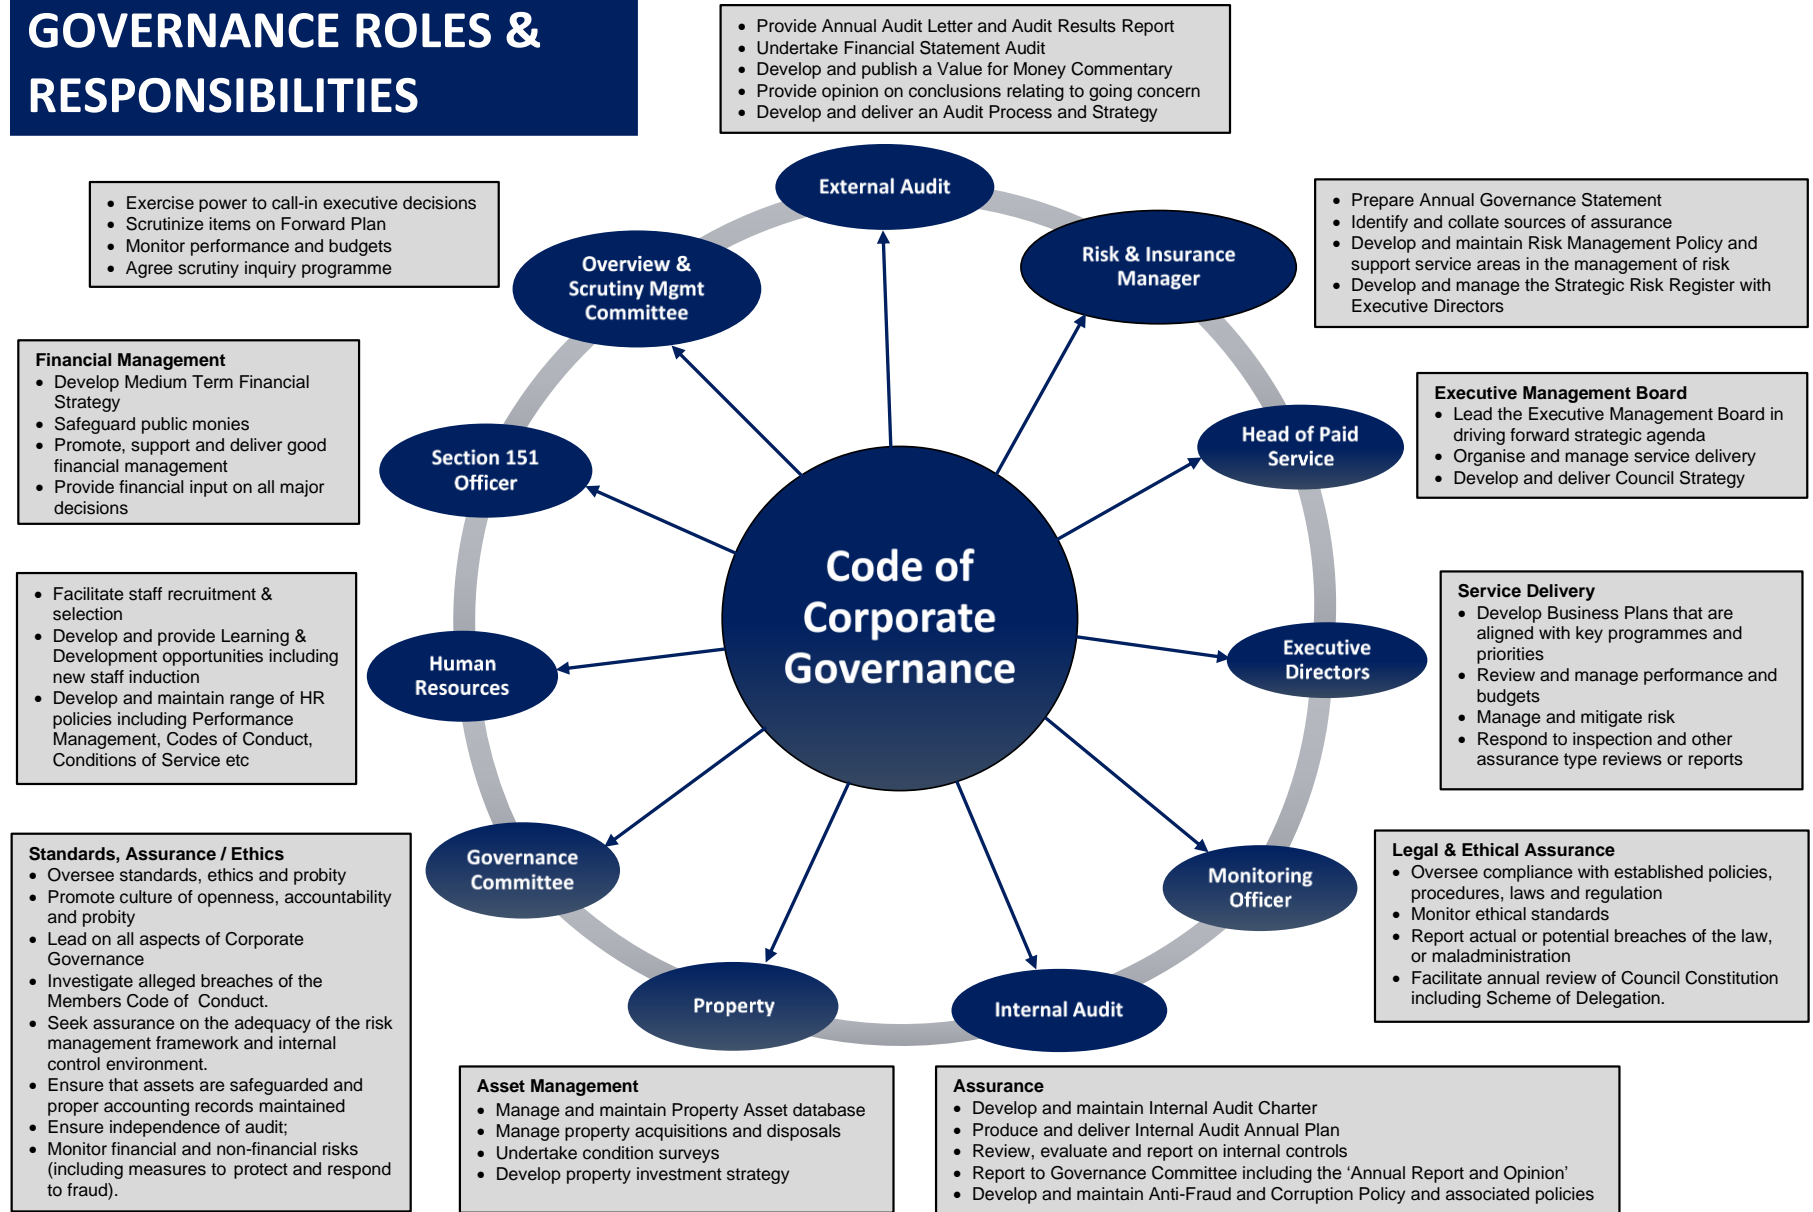 GOVERNANCE ROLES &
RESPONSIBILITIES
• Provide Annual Audit Letter and Audit Results Report
• Undertake Financial Statement Audit
• Develop and publish a Value for Money Commentary
• Provide opinion on conclusions relating to going concern
• Develop and deliver an Audit Process and Strategy
External Audit
• Exercise power to call-in executive decisions
• Scrutinize items on Forward Plan
• Monitor performance and budgets
• Agree scrutiny inquiry programme
Overview &
Scrutiny Mgmt
Committee
Risk & Insurance
Manager
• Prepare Annual Governance Statement
• Identify and collate sources of assurance
• Develop and maintain Risk Management Policy and
support service areas in the management of risk
• Develop and manage the Strategic Risk Register with
Executive Directors
Financial Management
• Develop Medium Term Financial
Strategy
• Safeguard public monies
• Promote, support and deliver good
financial management
• Provide financial input on all major
decisions
Section 151
Officer
Head of Paid
Service
Executive Management Board
• Lead the Executive Management Board in
driving forward strategic agenda
• Organise and manage service delivery
• Develop and deliver Council Strategy
Code of
Corporate
Governance
• Facilitate staff recruitment &
selection
• Develop and provide Learning &
Development opportunities including
new staff induction
• Develop and maintain range of HR
policies including Performance
Management, Codes of Conduct,
Conditions of Service etc
Human
Resources
Executive
Directors
Service Delivery
• Develop Business Plans that are
aligned with key programmes and
priorities
• Review and manage performance and
budgets
• Manage and mitigate risk
• Respond to inspection and other
assurance type reviews or reports
Standards, Assurance / Ethics
• Oversee standards, ethics and probity
• Promote culture of openness, accountability
and probity
• Lead on all aspects of Corporate
Governance
• Investigate alleged breaches of the
Members Code of Conduct.
• Seek assurance on the adequacy of the risk
management framework and internal
control environment.
• Ensure that assets are safeguarded and
proper accounting records maintained
• Ensure independence of audit;
• Monitor financial and non-financial risks
(including measures to protect and respond
to fraud).
Governance
Committee
Monitoring
Officer
Legal & Ethical Assurance
• Oversee compliance with established policies,
procedures, laws and regulation
• Monitor ethical standards
• Report actual or potential breaches of the law,
or maladministration
• Facilitate annual review of Council Constitution
including Scheme of Delegation.
Property
Internal Audit
Asset Management
• Manage and maintain Property Asset database
• Manage property acquisitions and disposals
• Undertake condition surveys
• Develop property investment strategy
Assurance
• Develop and maintain Internal Audit Charter
• Produce and deliver Internal Audit Annual Plan
• Review, evaluate and report on internal controls
• Report to Governance Committee including the ‘Annual Report and Opinion’
• Develop and maintain Anti-Fraud and Corruption Policy and associated policies